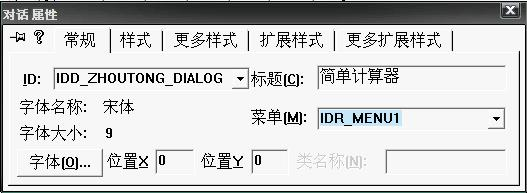 对话 属性
常规 样式 更多样式 扩展样式 更多扩展样式
ID: IDD_ZHOUTONG_DIALOG 标题(C): 简单计算器
字体名称: 宋体
菜单(M): IDR_MENU1
字体大小: 9
字体(O)... 位置X 0 位置Y 0 类名称(N):